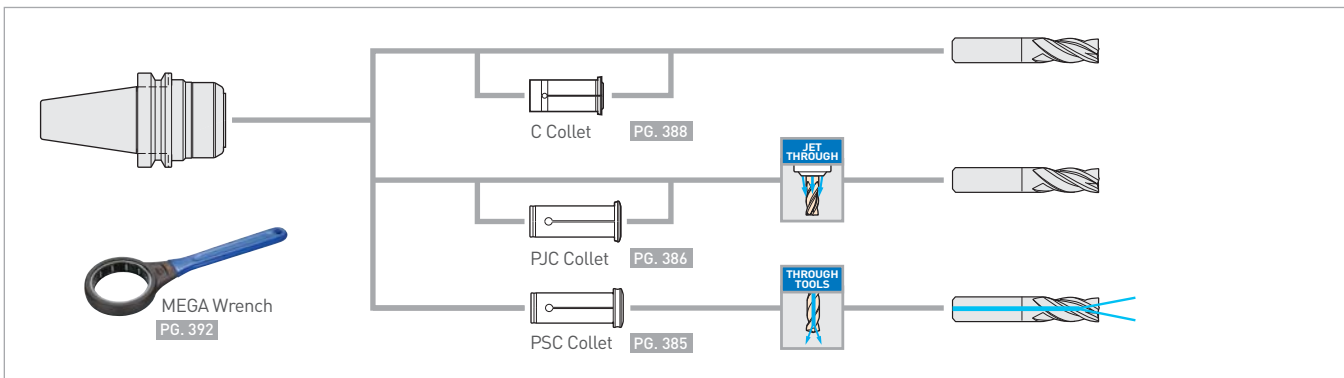 C Collet PG. 388
JET
THROUGH
PJC Collet PG. 386
MEGA Wrench
PG. 392
THROUGH
TOOLS
PSC Collet PG. 385